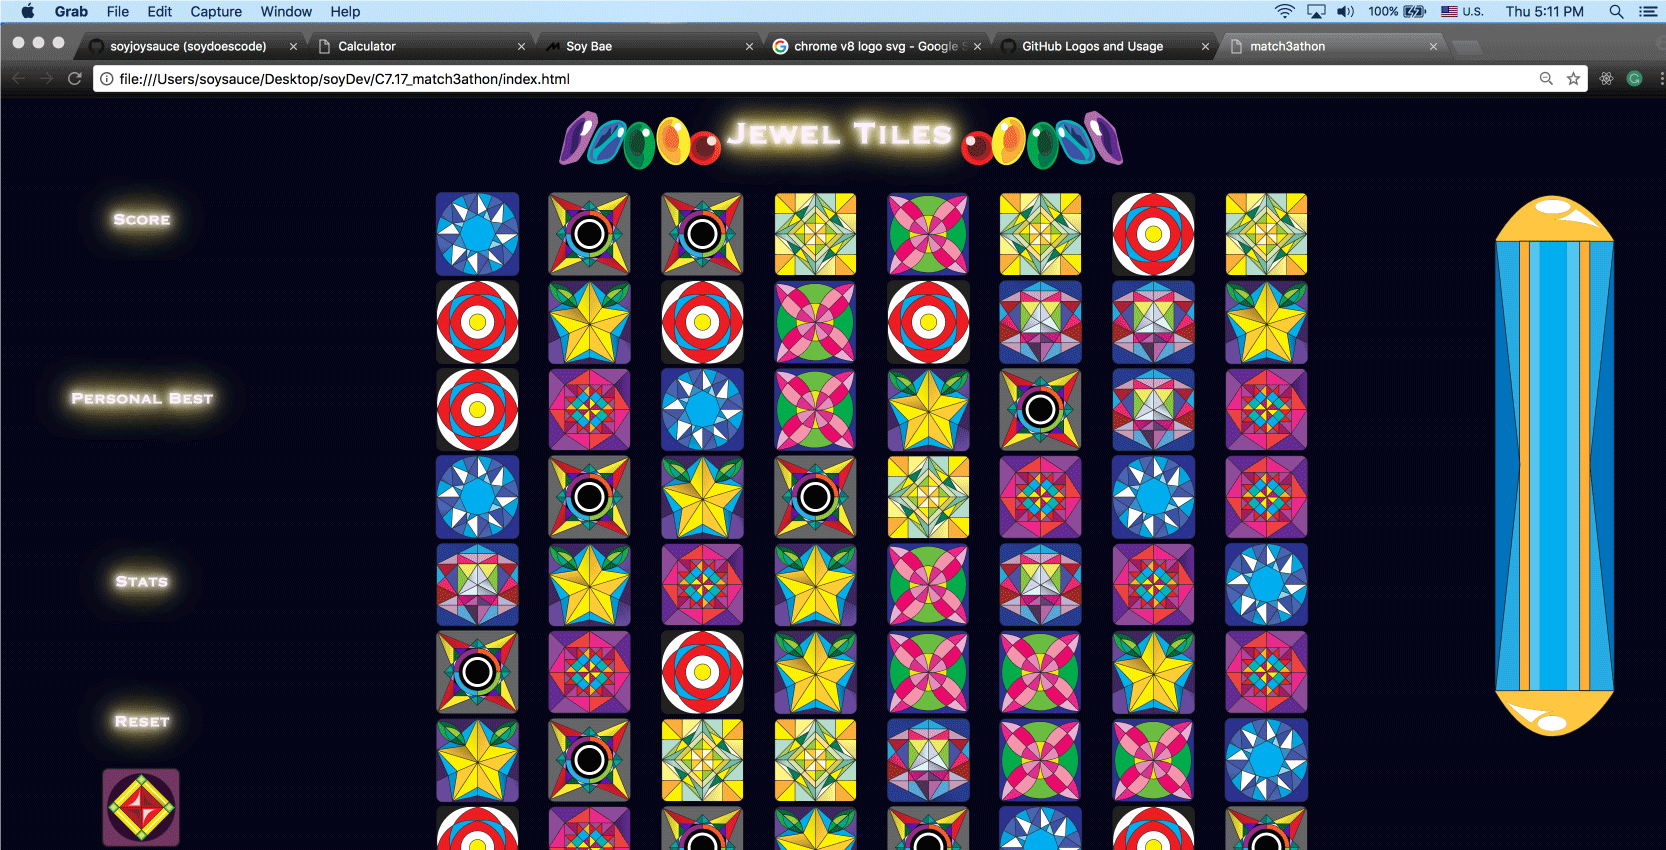 Grab File Edit Capture Window Help 100% U.S. Thu 5:11 PM
soyjoysauce (soydoescode) Calculator Soy Bae chrome v8 logo svg - Google S GitHub Logos and Usage match3athon
file:///Users/soysauce/Desktop/soyDev/C7.17_match3athon/index.html
Jewel Tiles
Score
Personal Best
Stats
Reset